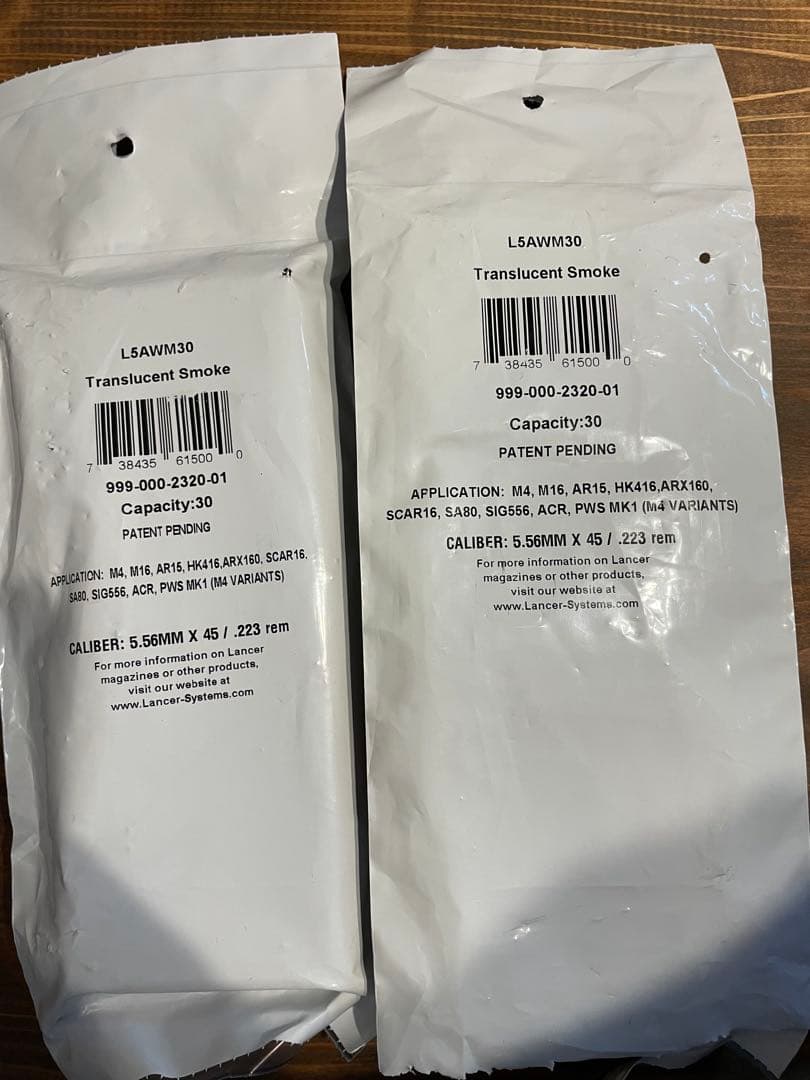 L5AWM30
Translucent Smoke
7 38435 61500 0
999-000-2320-01
Capacity:30
PATENT PENDING
APPLICATION: M4, M16, AR15, HK416,ARX160, SCAR16.
SA80, SIG556, ACR, PWS MK1 (M4 VARIANTS)
CALIBER: 5.56MM X 45 / .223 rem
For more information on Lancer
magazines or other products,
visit our website at
www.Lancer-Systems.com
L5AWM30
Translucent Smoke
7 38435 61500 0
999-000-2320-01
Capacity:30
PATENT PENDING
APPLICATION: M4, M16, AR15, HK416,ARX160,
SCAR16, SA80, SIG556, ACR, PWS MK1 (M4 VARIANTS)
CALIBER: 5.56MM X 45 / .223 rem
For more information on Lancer
magazines or other products,
visit our website at
www.Lancer-Systems.com